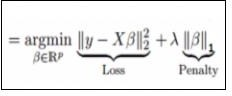 = argmin β∈ℝᵖ ‖y − Xβ‖₂² + λ ‖β‖₁
Loss Penalty